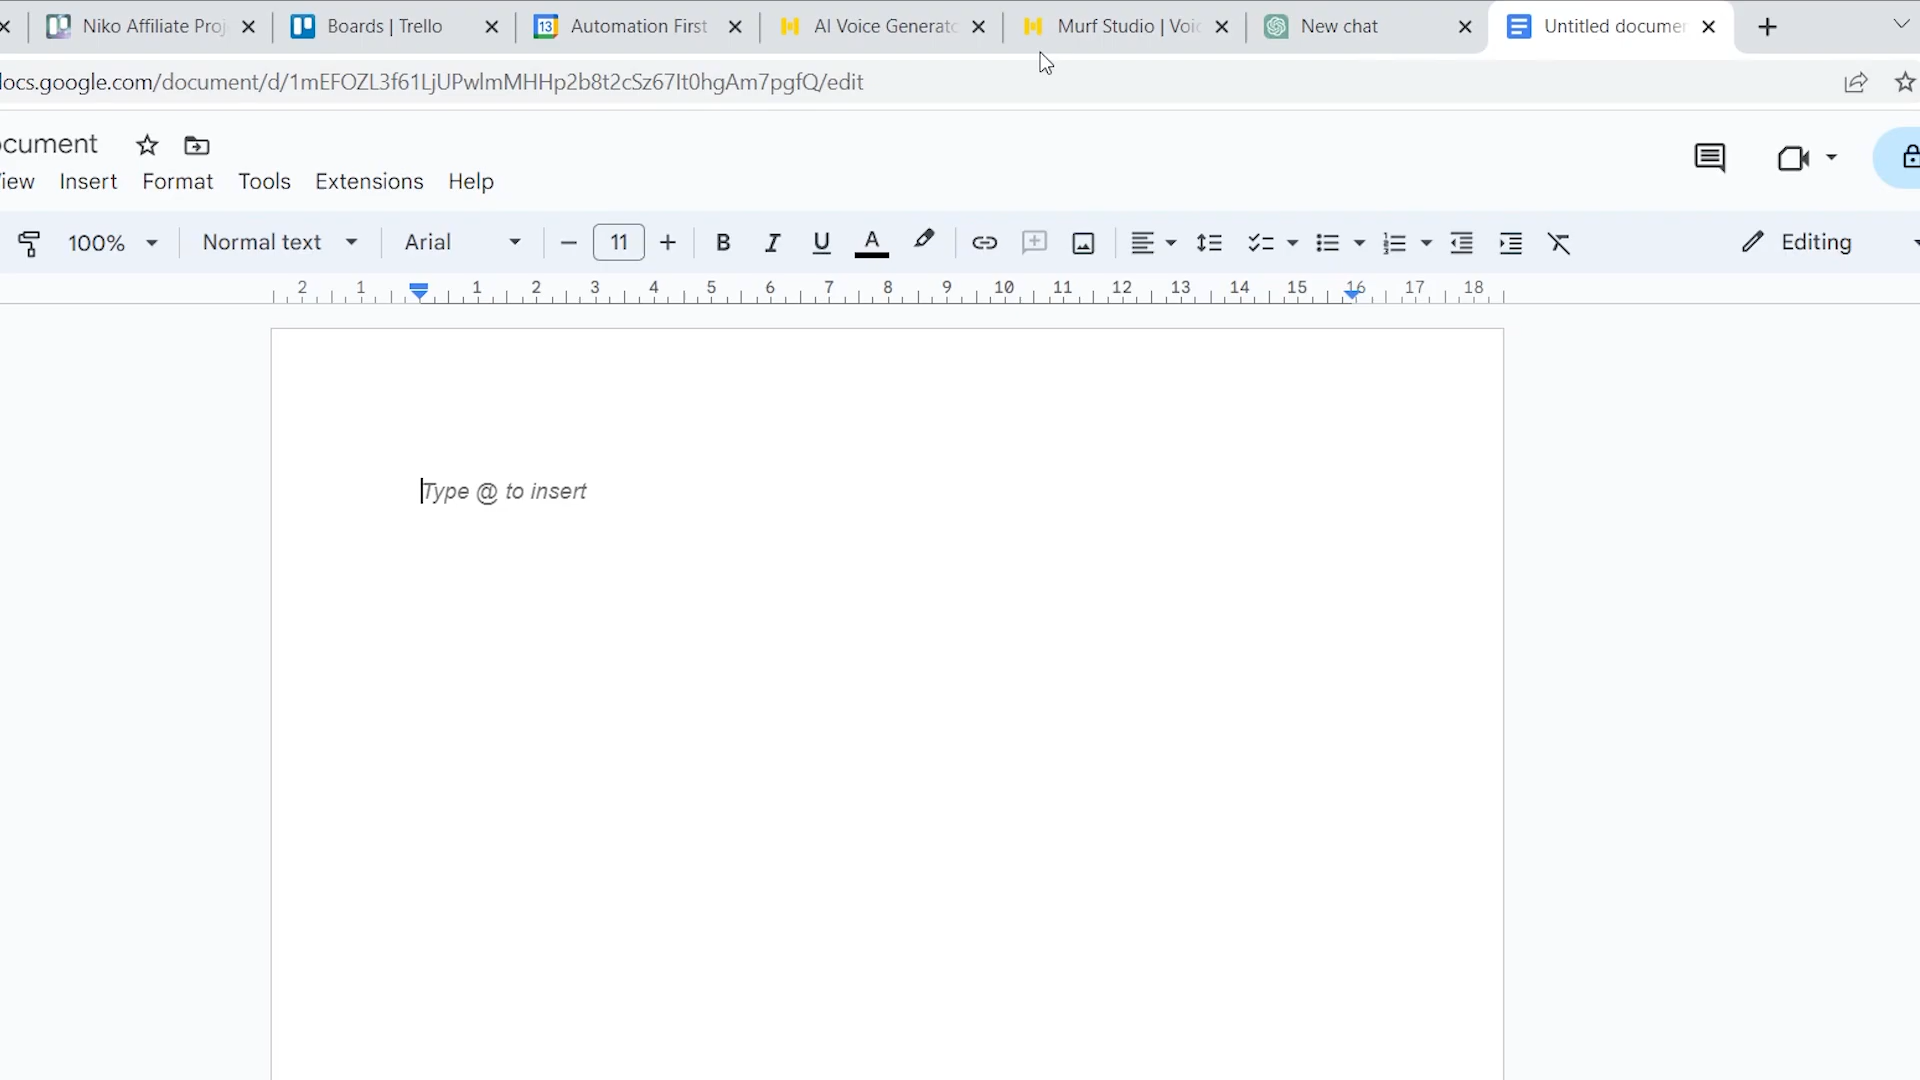 Niko Affiliate Proj
Boards | Trello
13
Automation First
AI Voice Generato
Murf Studio | Voic
New chat
Untitled documen
docs.google.com/document/d/1mEFOZL3f61LjUPwlmMHHp2b8t2cSz67It0hgAm7pgfQ/edit
ocument
iew Insert Format Tools Extensions Help
100% Normal text Arial 11 B I U A Editing
2 1 1 2 3 4 5 6 7 8 9 10 11 12 13 14 15 16 17 18
Type @ to insert